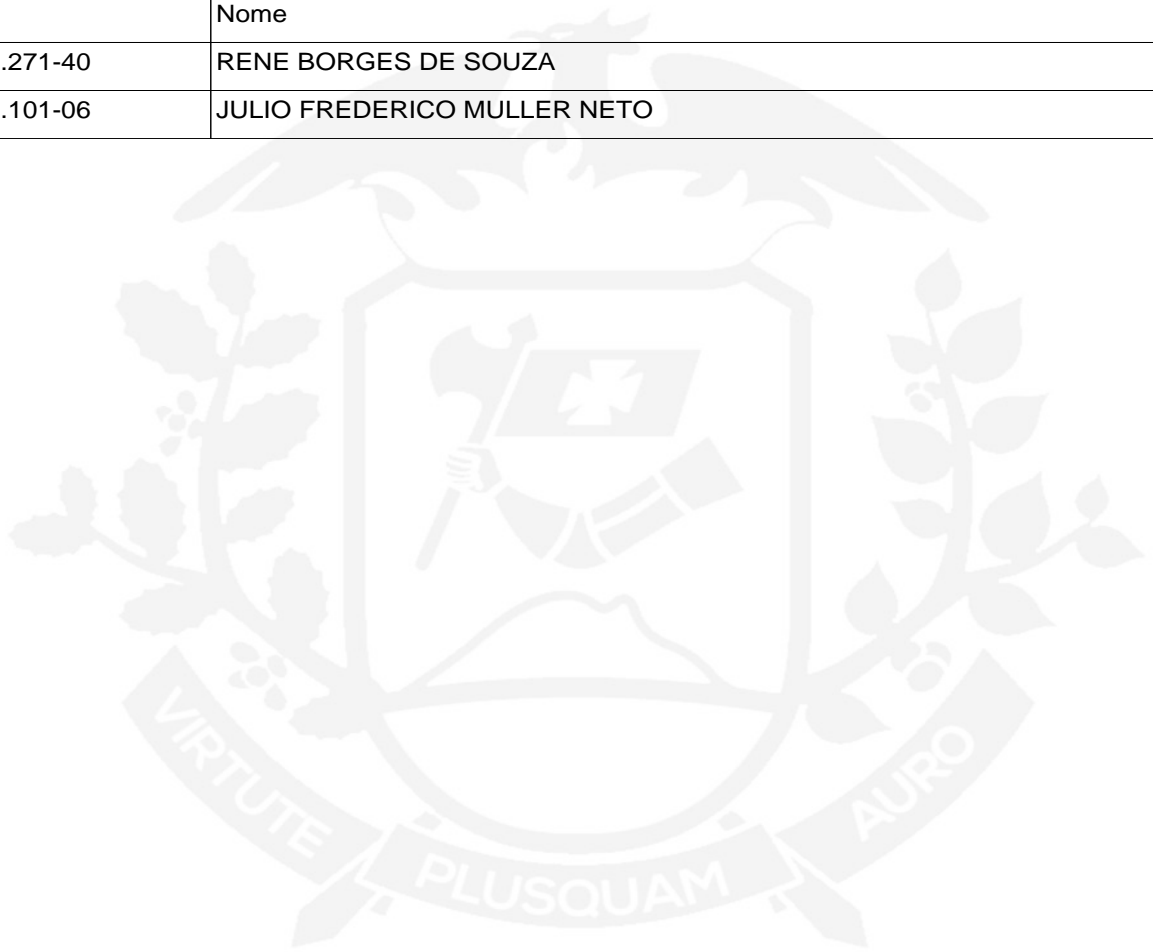 Nome
.271-40 RENE BORGES DE SOUZA
.101-06 JULIO FREDERICO MULLER NETO
VIRTUTE PLUSQUAM AURO